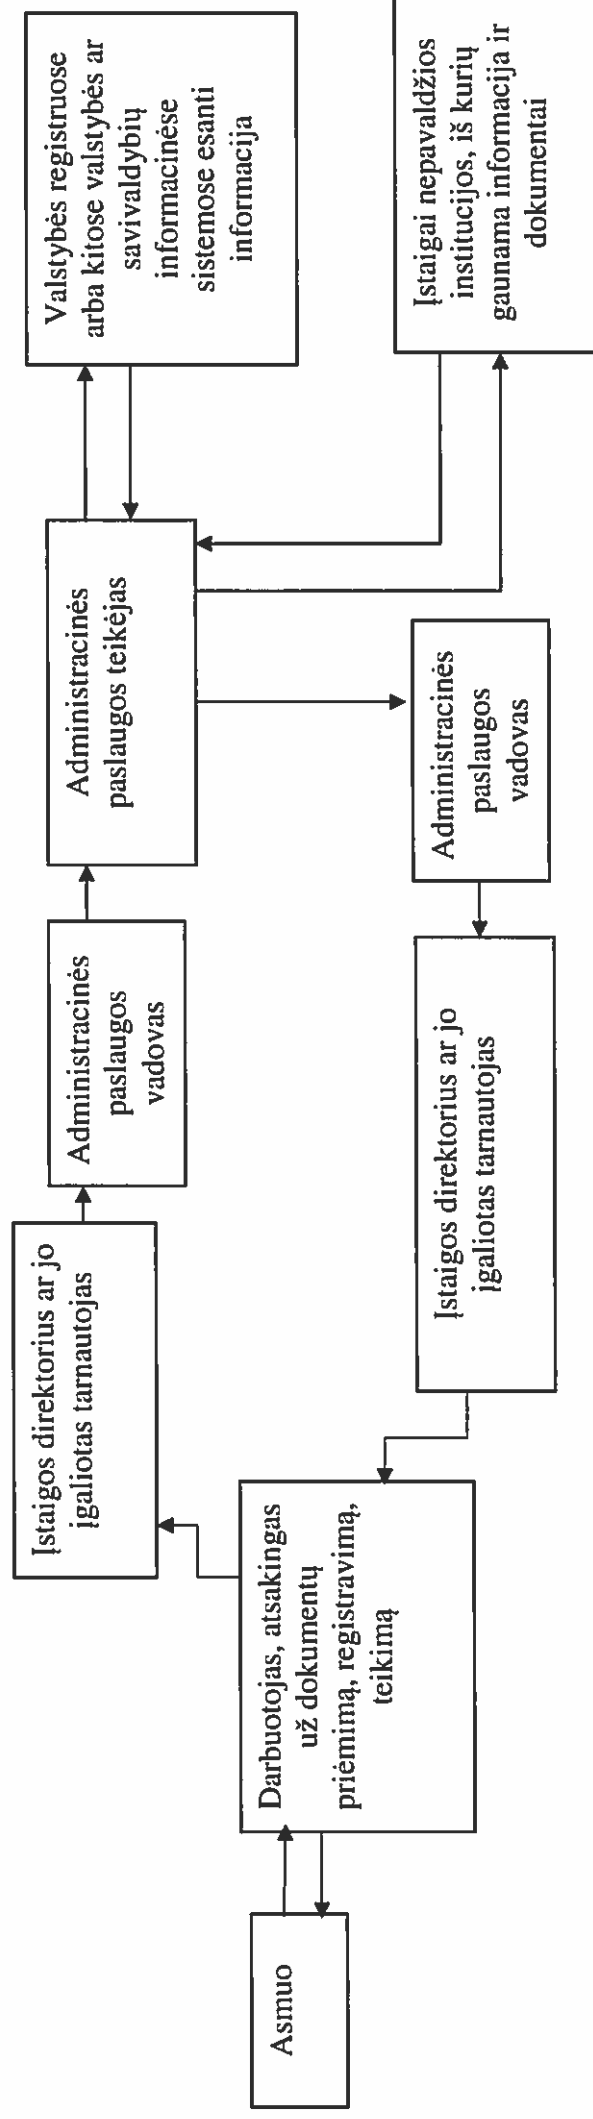 Asmuo
Darbuotojas, atsakingas
už dokumentų
priėmimą, registravimą,
teikimą
Įstaigos direktorius ar jo
įgaliotas tarnautojas
Administracinės
paslaugos
vadovas
Administracinės
paslaugos teikėjas
Valstybės registruose
arba kitose valstybės ar
savivaldybių
informacinėse
sistemose esanti
informacija
Įstaigai nepavaldžios
institucijos, iš kurių
gaunama informacija ir
dokumentai
Administracinės
paslaugos
vadovas
Įstaigos direktorius ar jo
įgaliotas tarnautojas